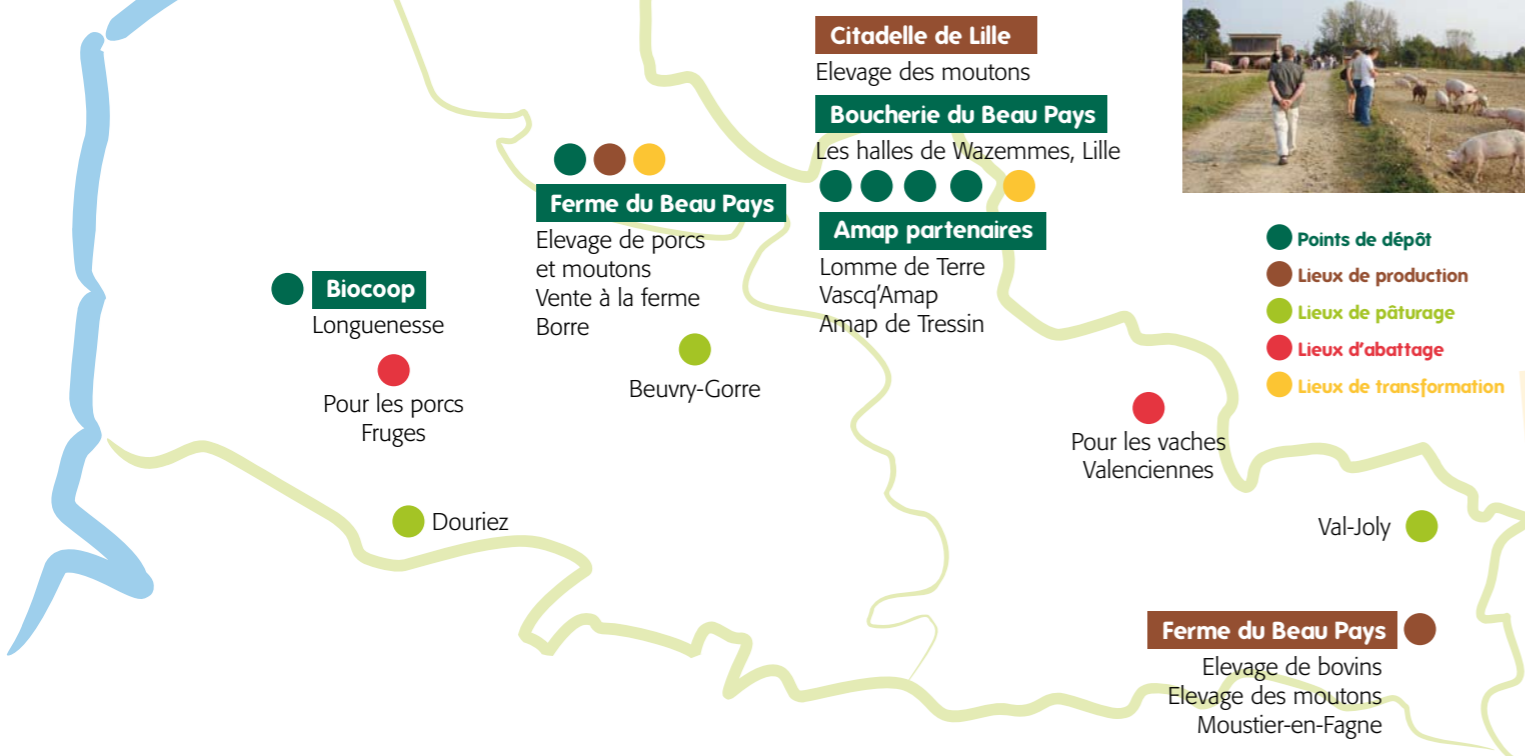 Citadelle de Lille
Elevage des moutons
Boucherie du Beau Pays
Les halles de Wazemmes, Lille
Amap partenaires
Lomme de Terre
Vascq'Amap
Amap de Tressin
Ferme du Beau Pays
Elevage de porcs
et moutons
Vente à la ferme
Borre
Biocoop
Longuenesse
Pour les porcs
Fruges
Beuvry-Gorre
Douriez
Pour les vaches
Valenciennes
Val-Joly
Ferme du Beau Pays
Elevage de bovins
Elevage des moutons
Moustier-en-Fagne
Points de dépôt
Lieux de production
Lieux de pâturage
Lieux d'abattage
Lieux de transformation